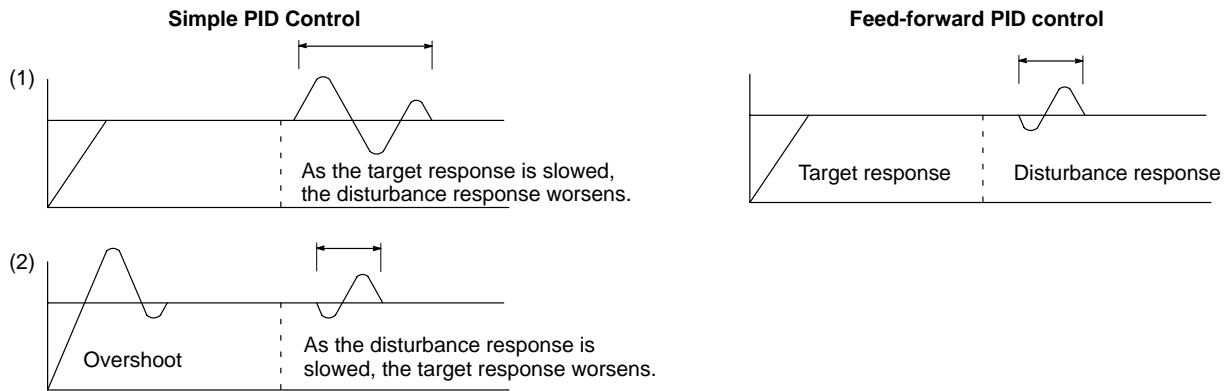 Simple PID Control
Feed-forward PID control
(1)
As the target response is slowed,
the disturbance response worsens.
Target response
Disturbance response
(2)
Overshoot
As the disturbance response is
slowed, the target response worsens.